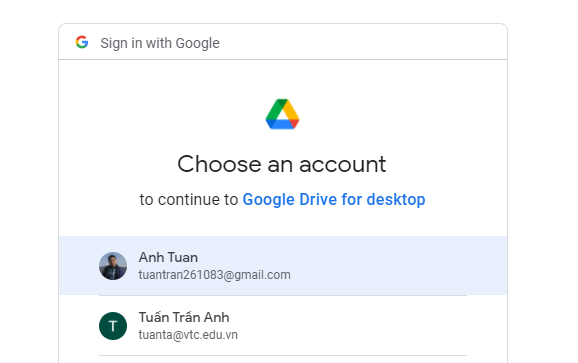 Sign in with Google
Choose an account
to continue to Google Drive for desktop
Anh Tuan
tuantran261083@gmail.com
T
Tuấn Trần Anh
tuanta@vtc.edu.vn